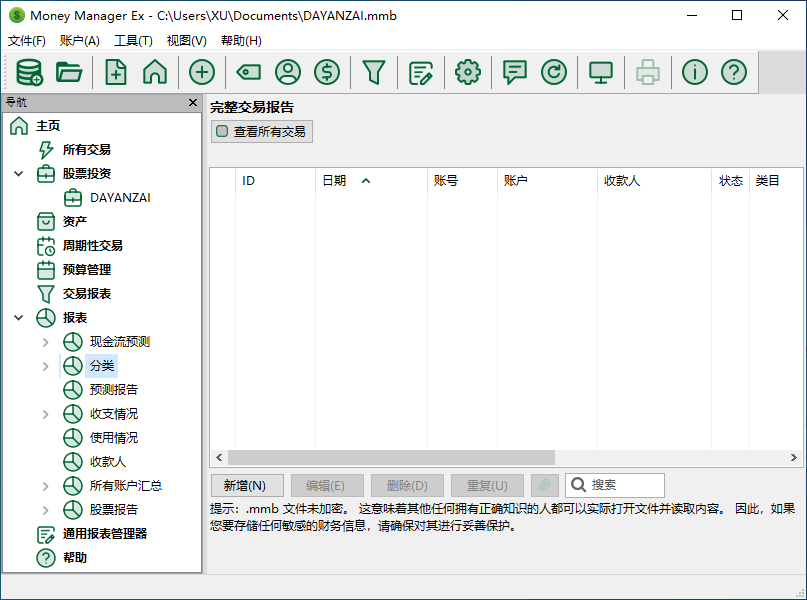 Money Manager Ex - C:\Users\XU\Documents\DAYANZAI.mmb
文件(F) 账户(A) 工具(T) 视图(V) 帮助(H)
导航
主页
所有交易
股票投资
DAYANZAI
资产
周期性交易
预算管理
交易报表
报表
现金流预测
分类
预测报告
收支情况
使用情况
收款人
所有账户汇总
股票报告
通用报表管理器
帮助
完整交易报告
查看所有交易
ID 日期 账号 账户 收款人 状态 类目
新增(N) 编辑(E) 删除(D) 重复(U) 搜索
提示：.mmb 文件未加密。 这意味着其他任何拥有正确知识的人都可以实际打开文件并读取内容。 因此，如果
您要存储任何敏感的财务信息，请确保对其进行妥善保护。